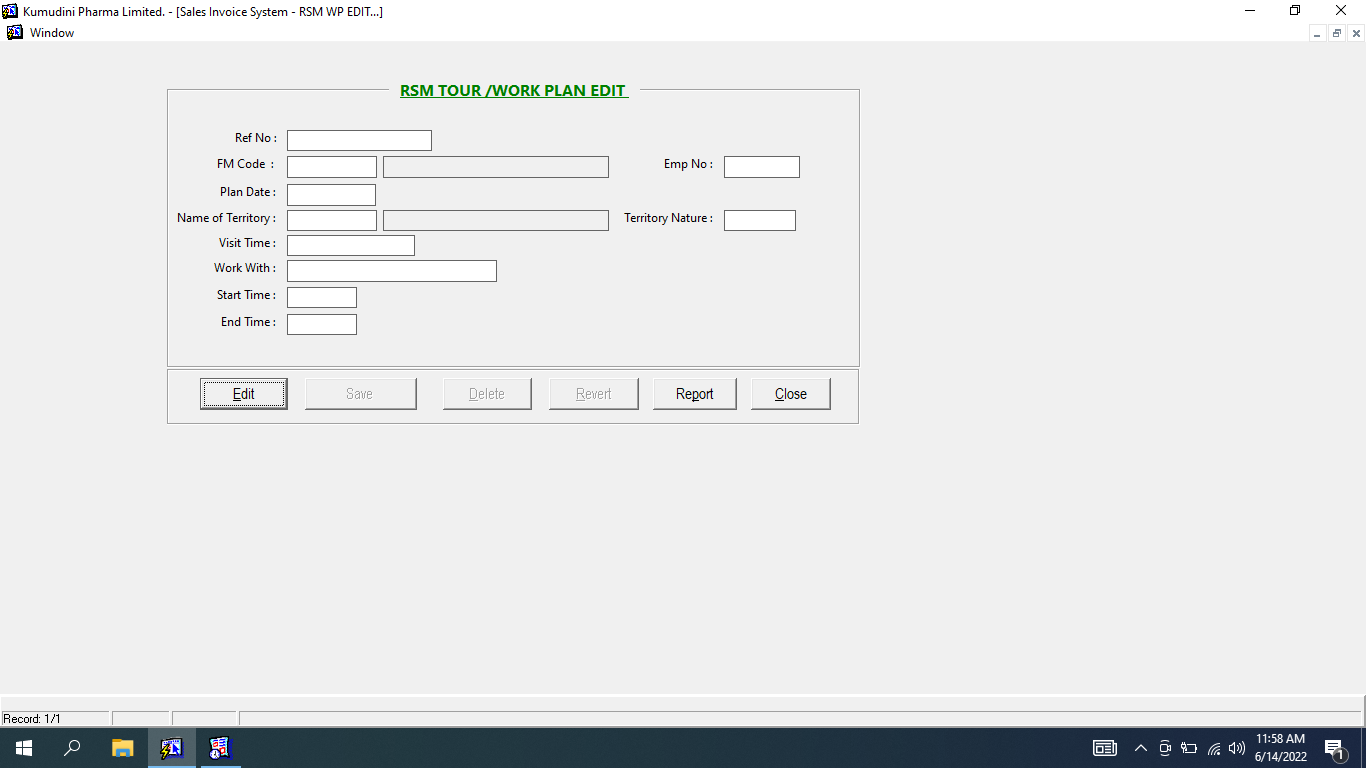 Kumudini Pharma Limited. - [Sales Invoice System - RSM WP EDIT...]
Window
RSM TOUR /WORK PLAN EDIT
Ref No :
FM Code : Emp No :
Plan Date :
Name of Territory : Territory Nature :
Visit Time :
Work With :
Start Time :
End Time :
Edit Save Delete Revert Report Close
Record: 1/1
11:58 AM
6/14/2022
1